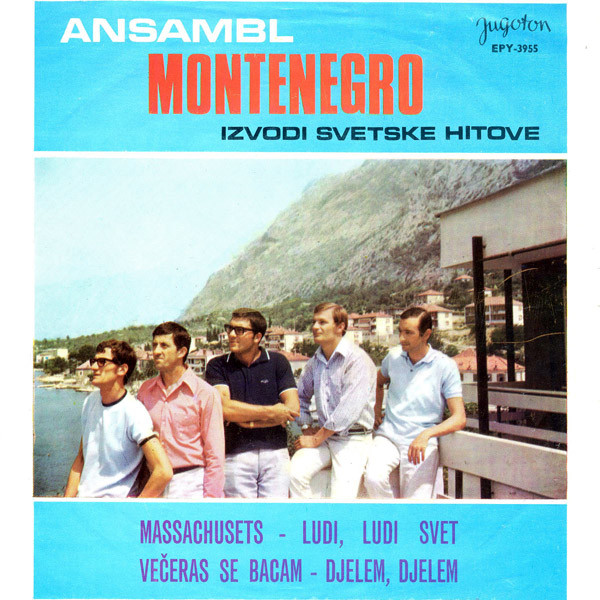 ANSAMBL
Jugoton
EPY-3955
MONTENEGRO
IZVODI SVETSKE HITOVE
MASSACHUSETS - LUDI, LUDI SVET
VEČERAS SE BACAM - DJELEM, DJELEM